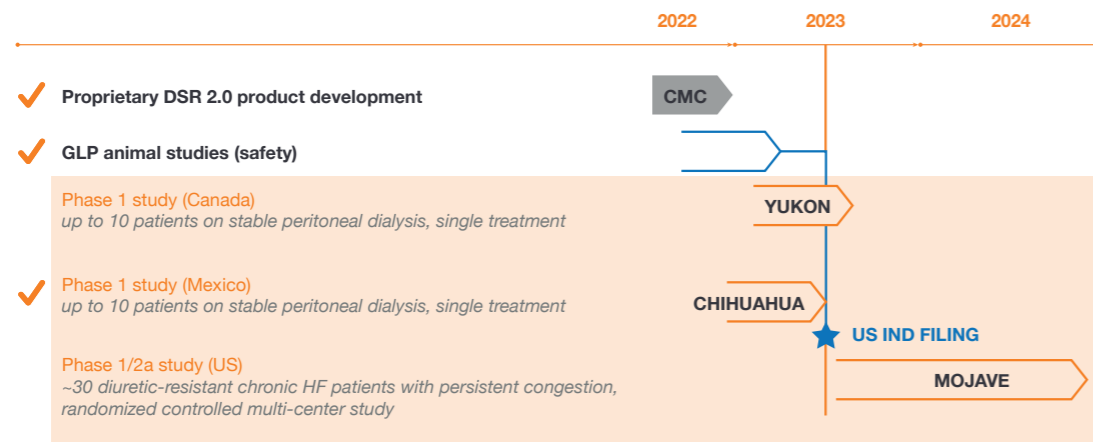 2022 2023 2024
Proprietary DSR 2.0 product development
CMC
GLP animal studies (safety)
Phase 1 study (Canada)
up to 10 patients on stable peritoneal dialysis, single treatment
YUKON
Phase 1 study (Mexico)
up to 10 patients on stable peritoneal dialysis, single treatment
CHIHUAHUA
US IND FILING
Phase 1/2a study (US)
~30 diuretic-resistant chronic HF patients with persistent congestion,
randomized controlled multi-center study
MOJAVE